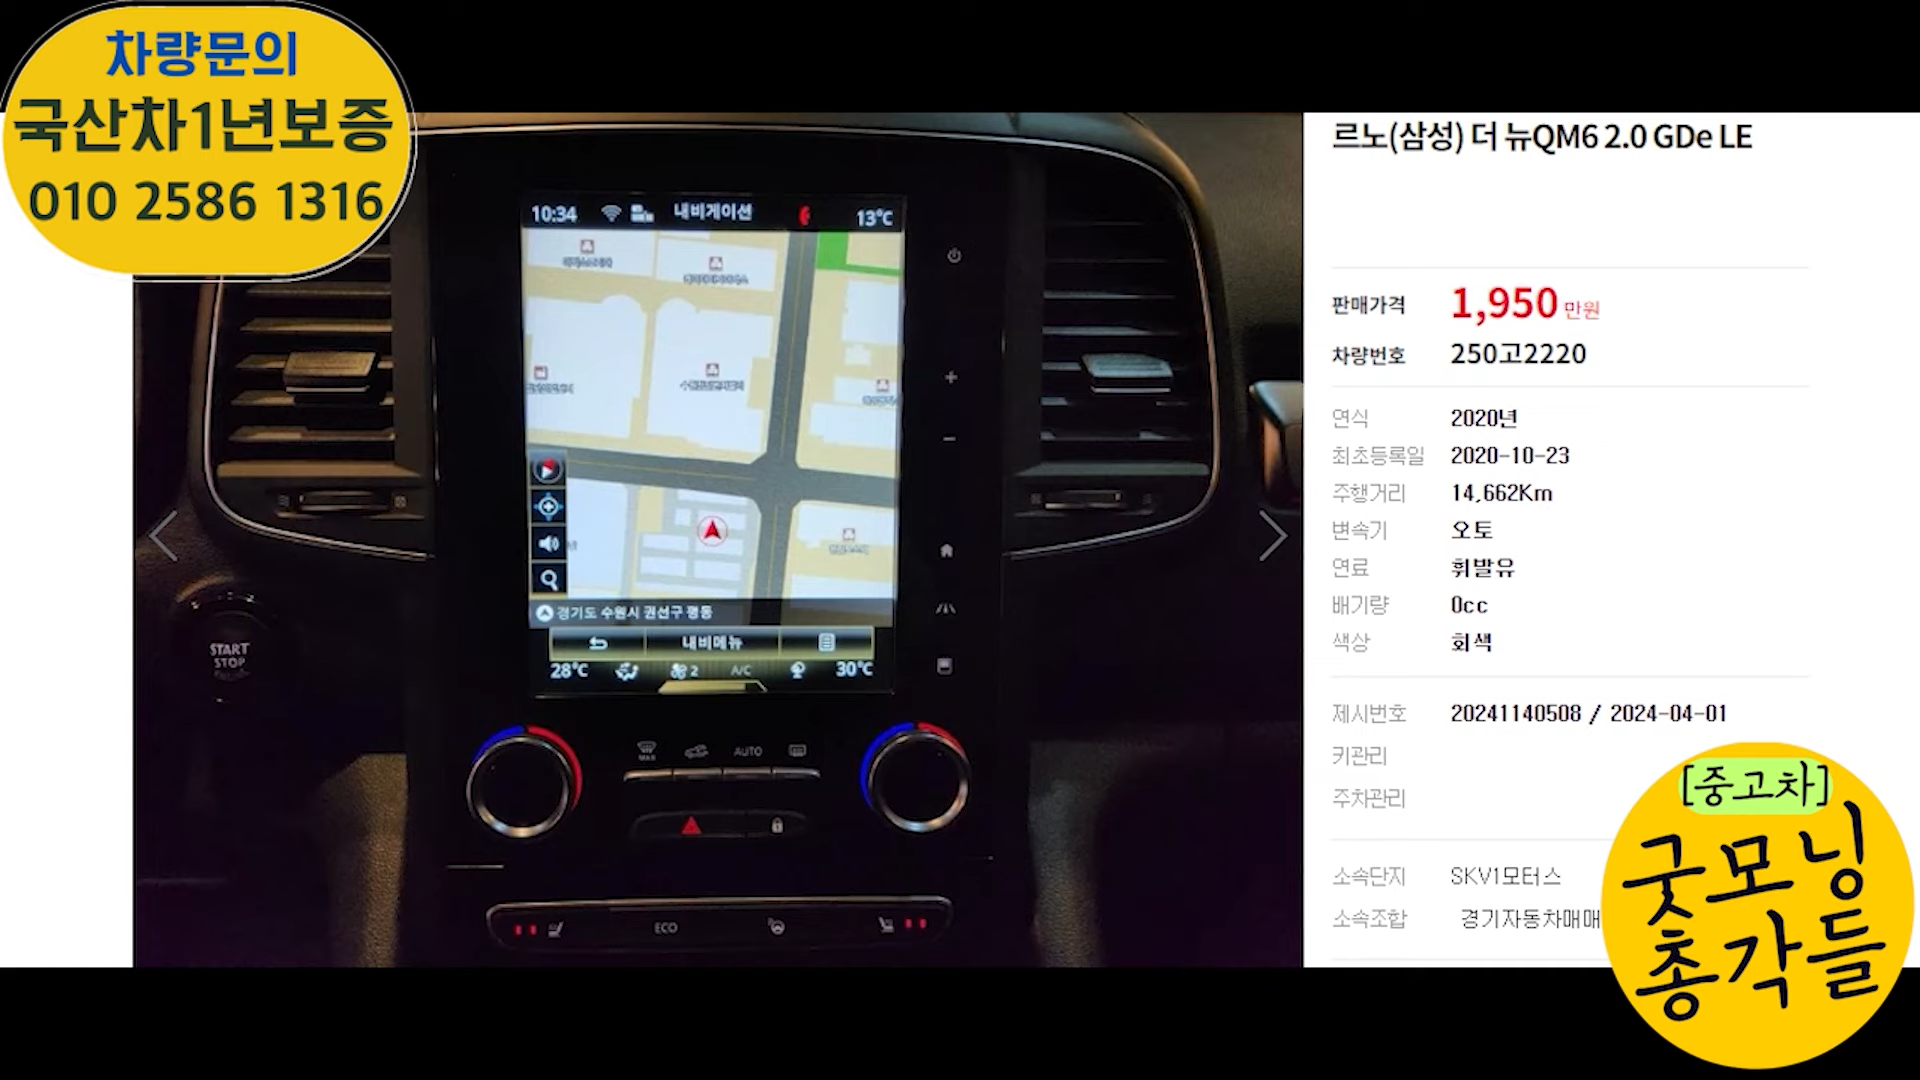 차량문의
국산차1년보증
010 2586 1316
10:34
내비게이션
13°C
경기도 수원시 권선구 평동
내비메뉴
28°C
2
A/C
30°C
START
STOP
MAX
AUTO
ECO
르노(삼성) 더 뉴QM6 2.0 GDe LE
판매가격 1,950 만원
차량번호 250고2220
연식 2020년
최초등록일 2020-10-23
주행거리 14,662Km
변속기 오토
연료 휘발유
배기량 0cc
색상 회색
제시번호 20241140508 / 2024-04-01
키관리
주차관리
소속단지 SKV1모터스
소속조합 경기자동차매매
[중고차]
굿모닝
총각들